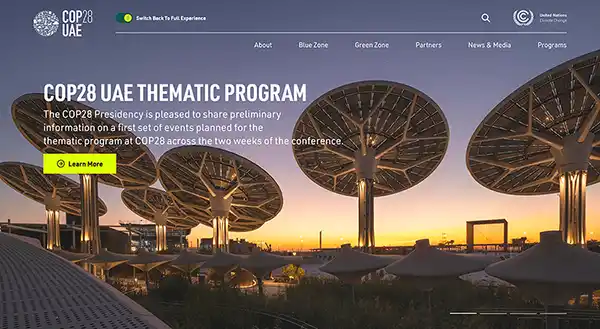 COP28
UAE
Switch Back To Full Experience
United Nations
Climate Change
About
Blue Zone
Green Zone
Partners
News & Media
Programs
COP28 UAE THEMATIC PROGRAM
The COP28 Presidency is pleased to share preliminary
information on a first set of events planned for the
thematic program at COP28 across the two weeks of the conference.
Learn More